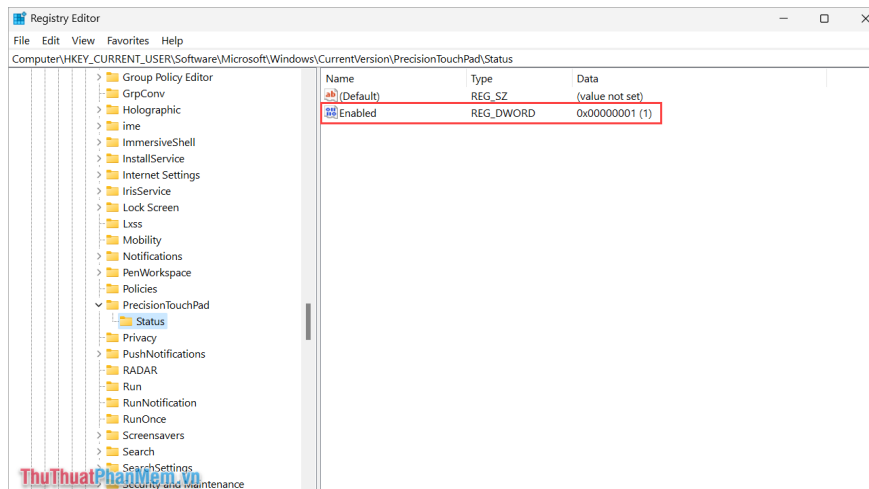 Registry Editor
File Edit View Favorites Help
Computer\HKEY_CURRENT_USER\Software\Microsoft\Windows\CurrentVersion\PrecisionTouchPad\Status
Group Policy Editor
GrpConv
Holographic
ime
ImmersiveShell
InstallService
Internet Settings
IrisService
Lock Screen
Lxss
Mobility
Notifications
PenWorkspace
Policies
PrecisionTouchPad
Status
Privacy
PushNotifications
RADAR
Run
RunNotification
RunOnce
Screensavers
Search
SearchSettings
Security and Maintenance
Name Type Data
(Default) REG_SZ (value not set)
Enabled REG_DWORD 0x00000001 (1)
ThuThuatPhanMem.vn